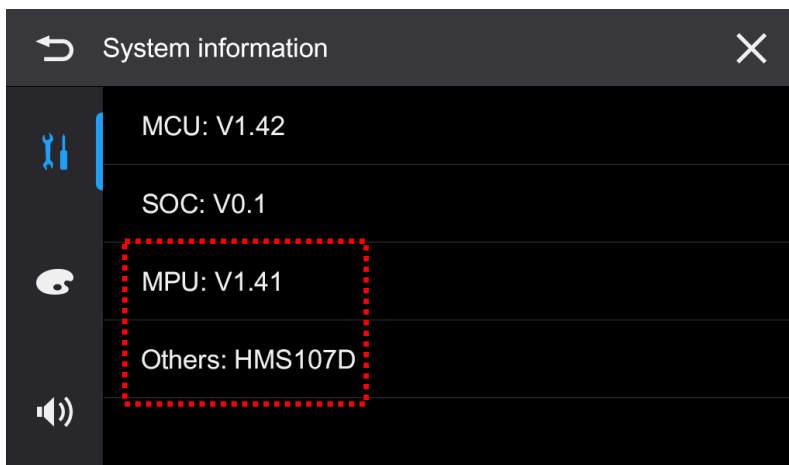 System information
MCU: V1.42
SOC: V0.1
MPU: V1.41
Others: HMS107D